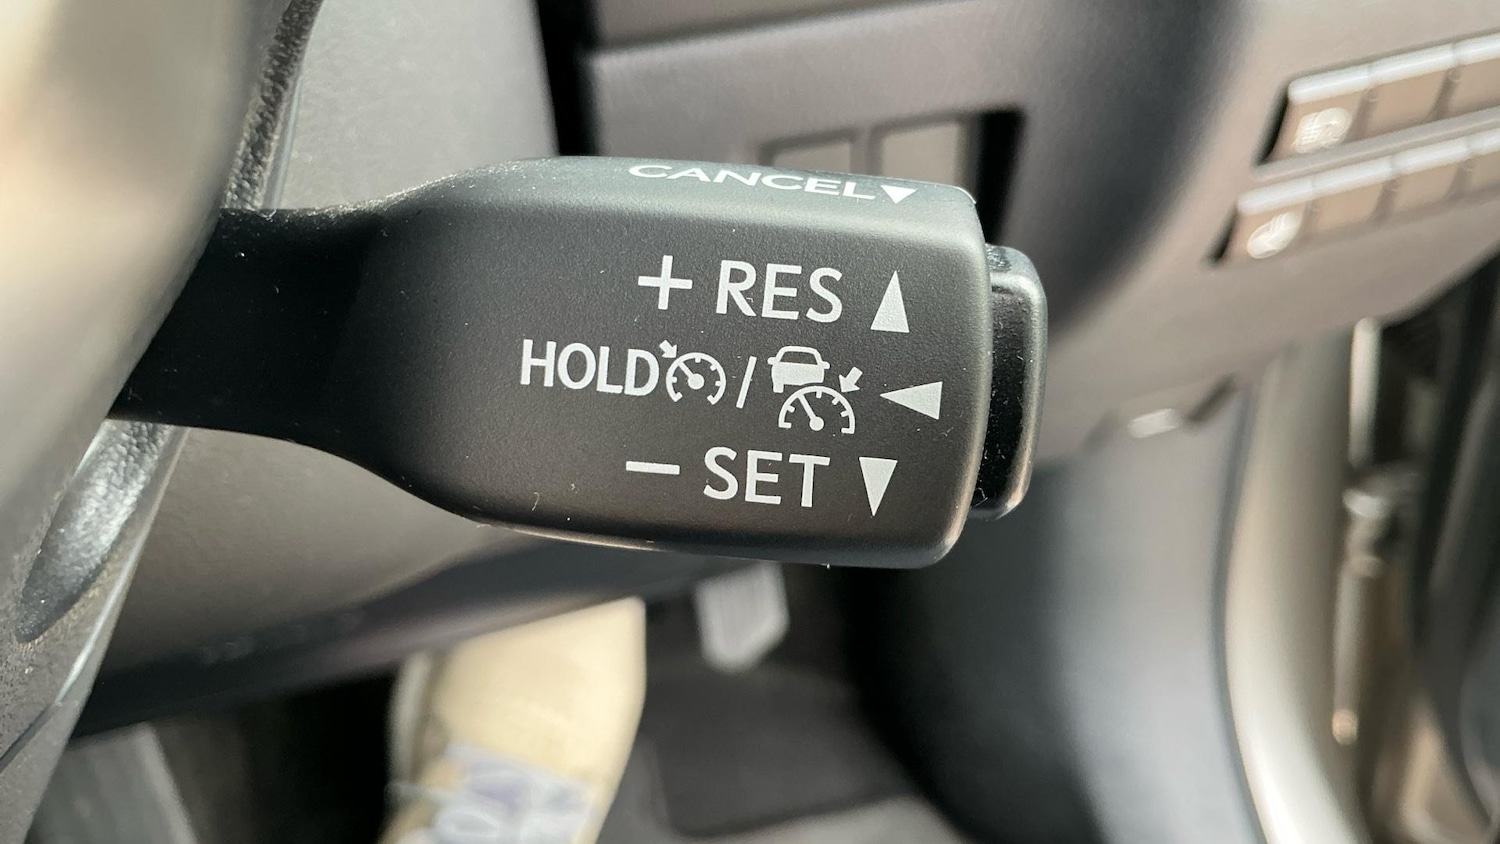 CANCEL▼
+ RES ▲
HOLD / ◀
− SET ▼